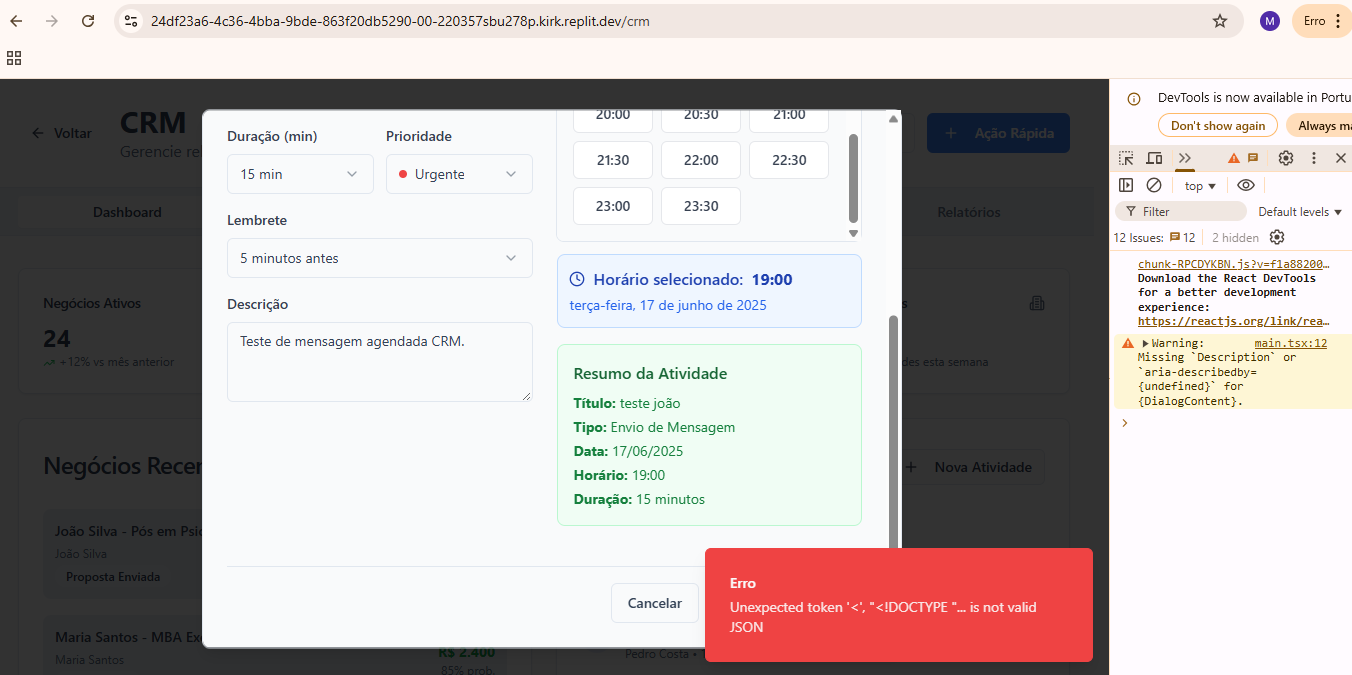 24df23a6-4c36-4bba-9bde-863f20db5290-00-220357sbu278p.kirk.replit.dev/crm
M
Erro
Voltar
CRM
Gerencie re
Ação Rápida
Dashboard
Relatórios
Negócios Ativos
24
+12% vs mês anterior
s
des esta semana
Negócios Recer
Nova Atividade
João Silva - Pós em Psic
João Silva
Proposta Enviada
Maria Santos - MBA Exe
Maria Santos
R$ 2.400
85% prob.
Pedro Costa •
Duração (min)
Prioridade
15 min
Urgente
Lembrete
5 minutos antes
Descrição
Teste de mensagem agendada CRM.
20:00
20:30
21:00
21:30
22:00
22:30
23:00
23:30
Horário selecionado: 19:00
terça-feira, 17 de junho de 2025
Resumo da Atividade
Título: teste joão
Tipo: Envio de Mensagem
Data: 17/06/2025
Horário: 19:00
Duração: 15 minutos
Cancelar
Erro
Unexpected token '<', "<!DOCTYPE "... is not valid
JSON
DevTools is now available in Portu
Don't show again
Always ma
top
Filter
Default levels
12 Issues: 12
2 hidden
chunk-RPCDYKBN.js?v=f1a88200…
Download the React DevTools
for a better development
experience:
https://reactjs.org/link/rea…
Warning: main.tsx:12
Missing `Description` or
`aria-describedby=
{undefined}` for
{DialogContent}.